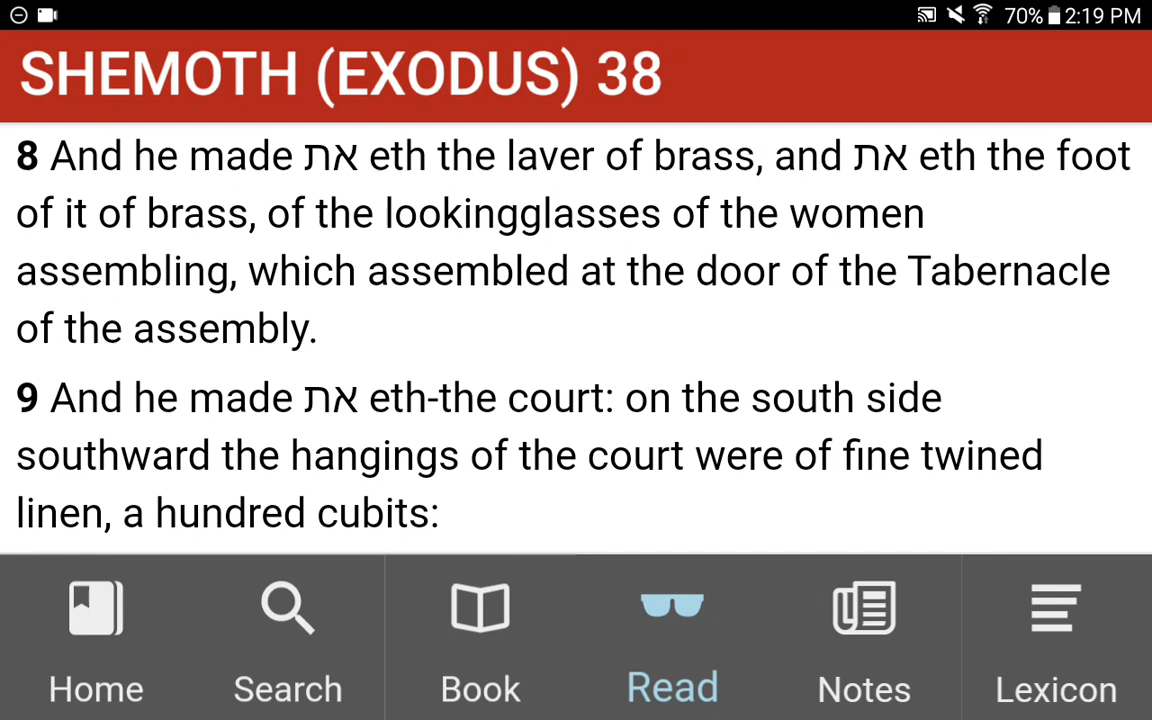 70% 2:19 PM
SHEMOTH (EXODUS) 38
8 And he made את eth the laver of brass, and את eth the foot
of it of brass, of the lookingglasses of the women
assembling, which assembled at the door of the Tabernacle
of the assembly.
9 And he made את eth-the court: on the south side
southward the hangings of the court were of fine twined
linen, a hundred cubits:
Home Search Book Read Notes Lexicon